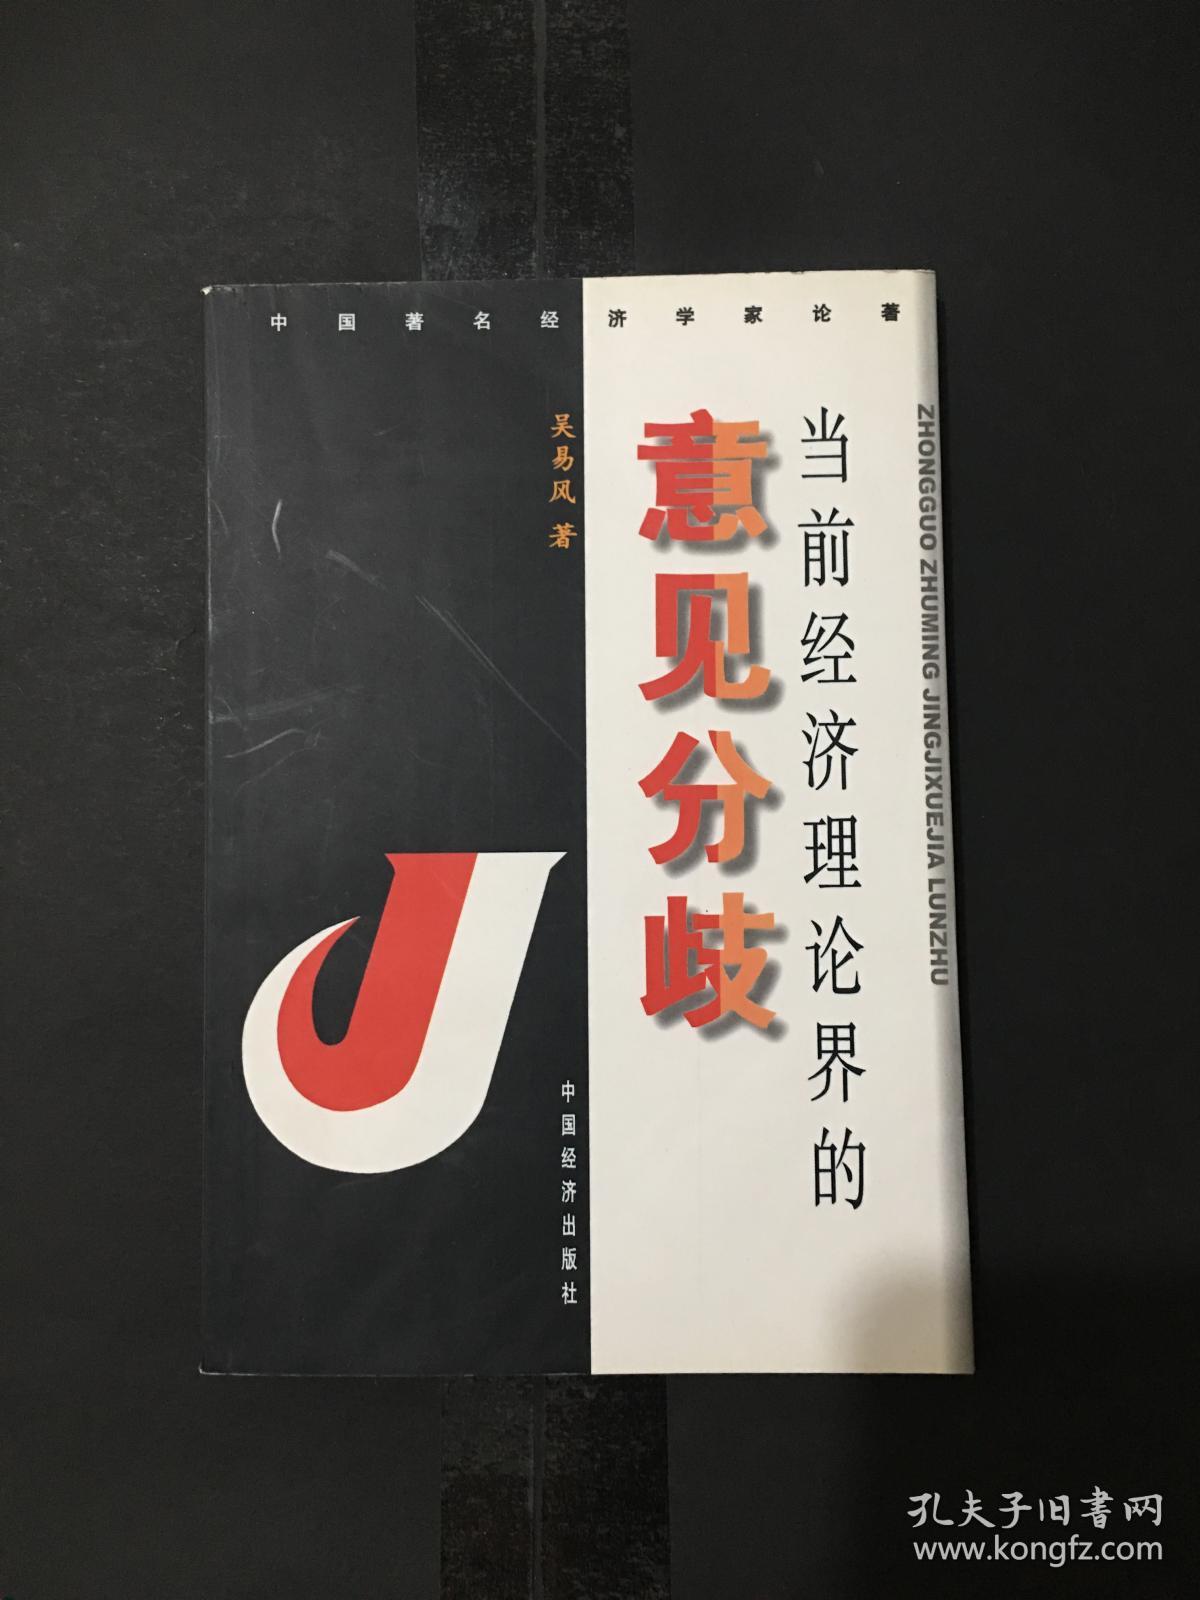 中国著名经济学家论著
ZHONGGUO ZHUMING JINGJIXUEJIA LUNZHU
当前经济理论界的
意见分歧
吴易风 著
中国经济出版社
孔夫子旧书网
www.kongfz.com